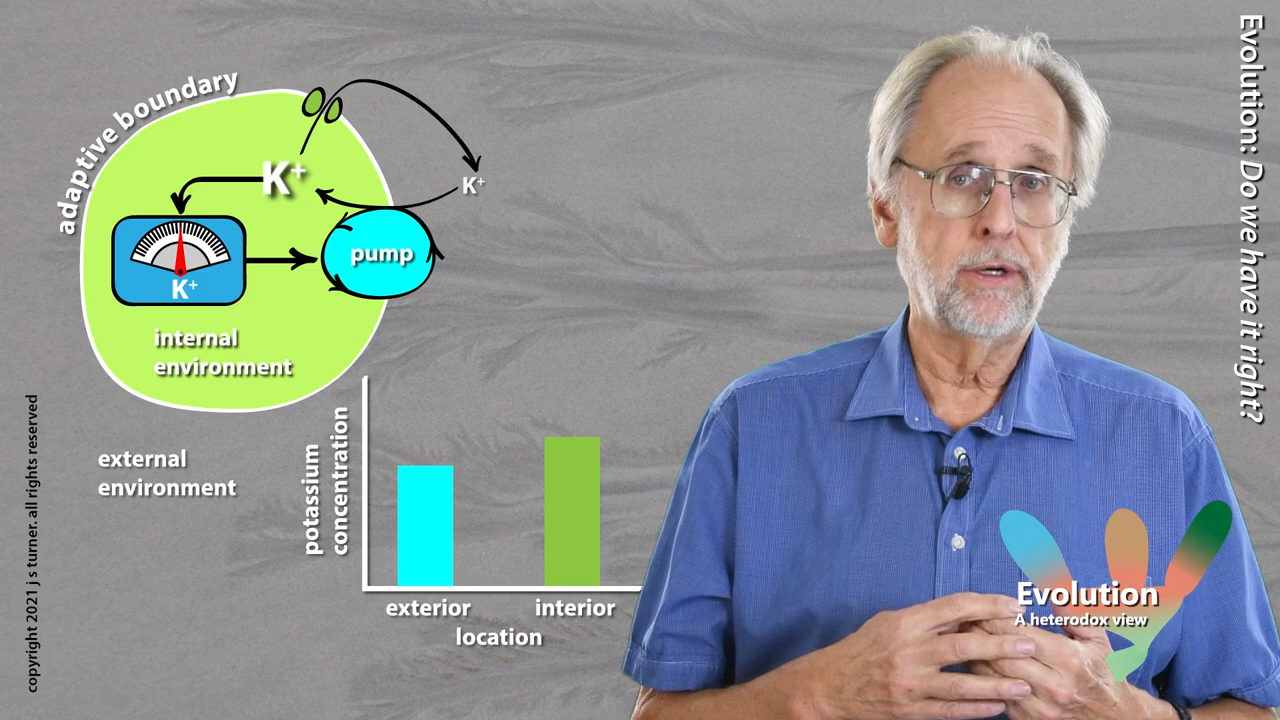 adaptive boundary
K⁺
K⁺
pump
K⁺
internal
environment
external
environment
potassium
concentration
exterior
interior
location
copyright 2021 j s turner. all rights reserved
Evolution: Do we have it right?
Evolution
A heterodox view